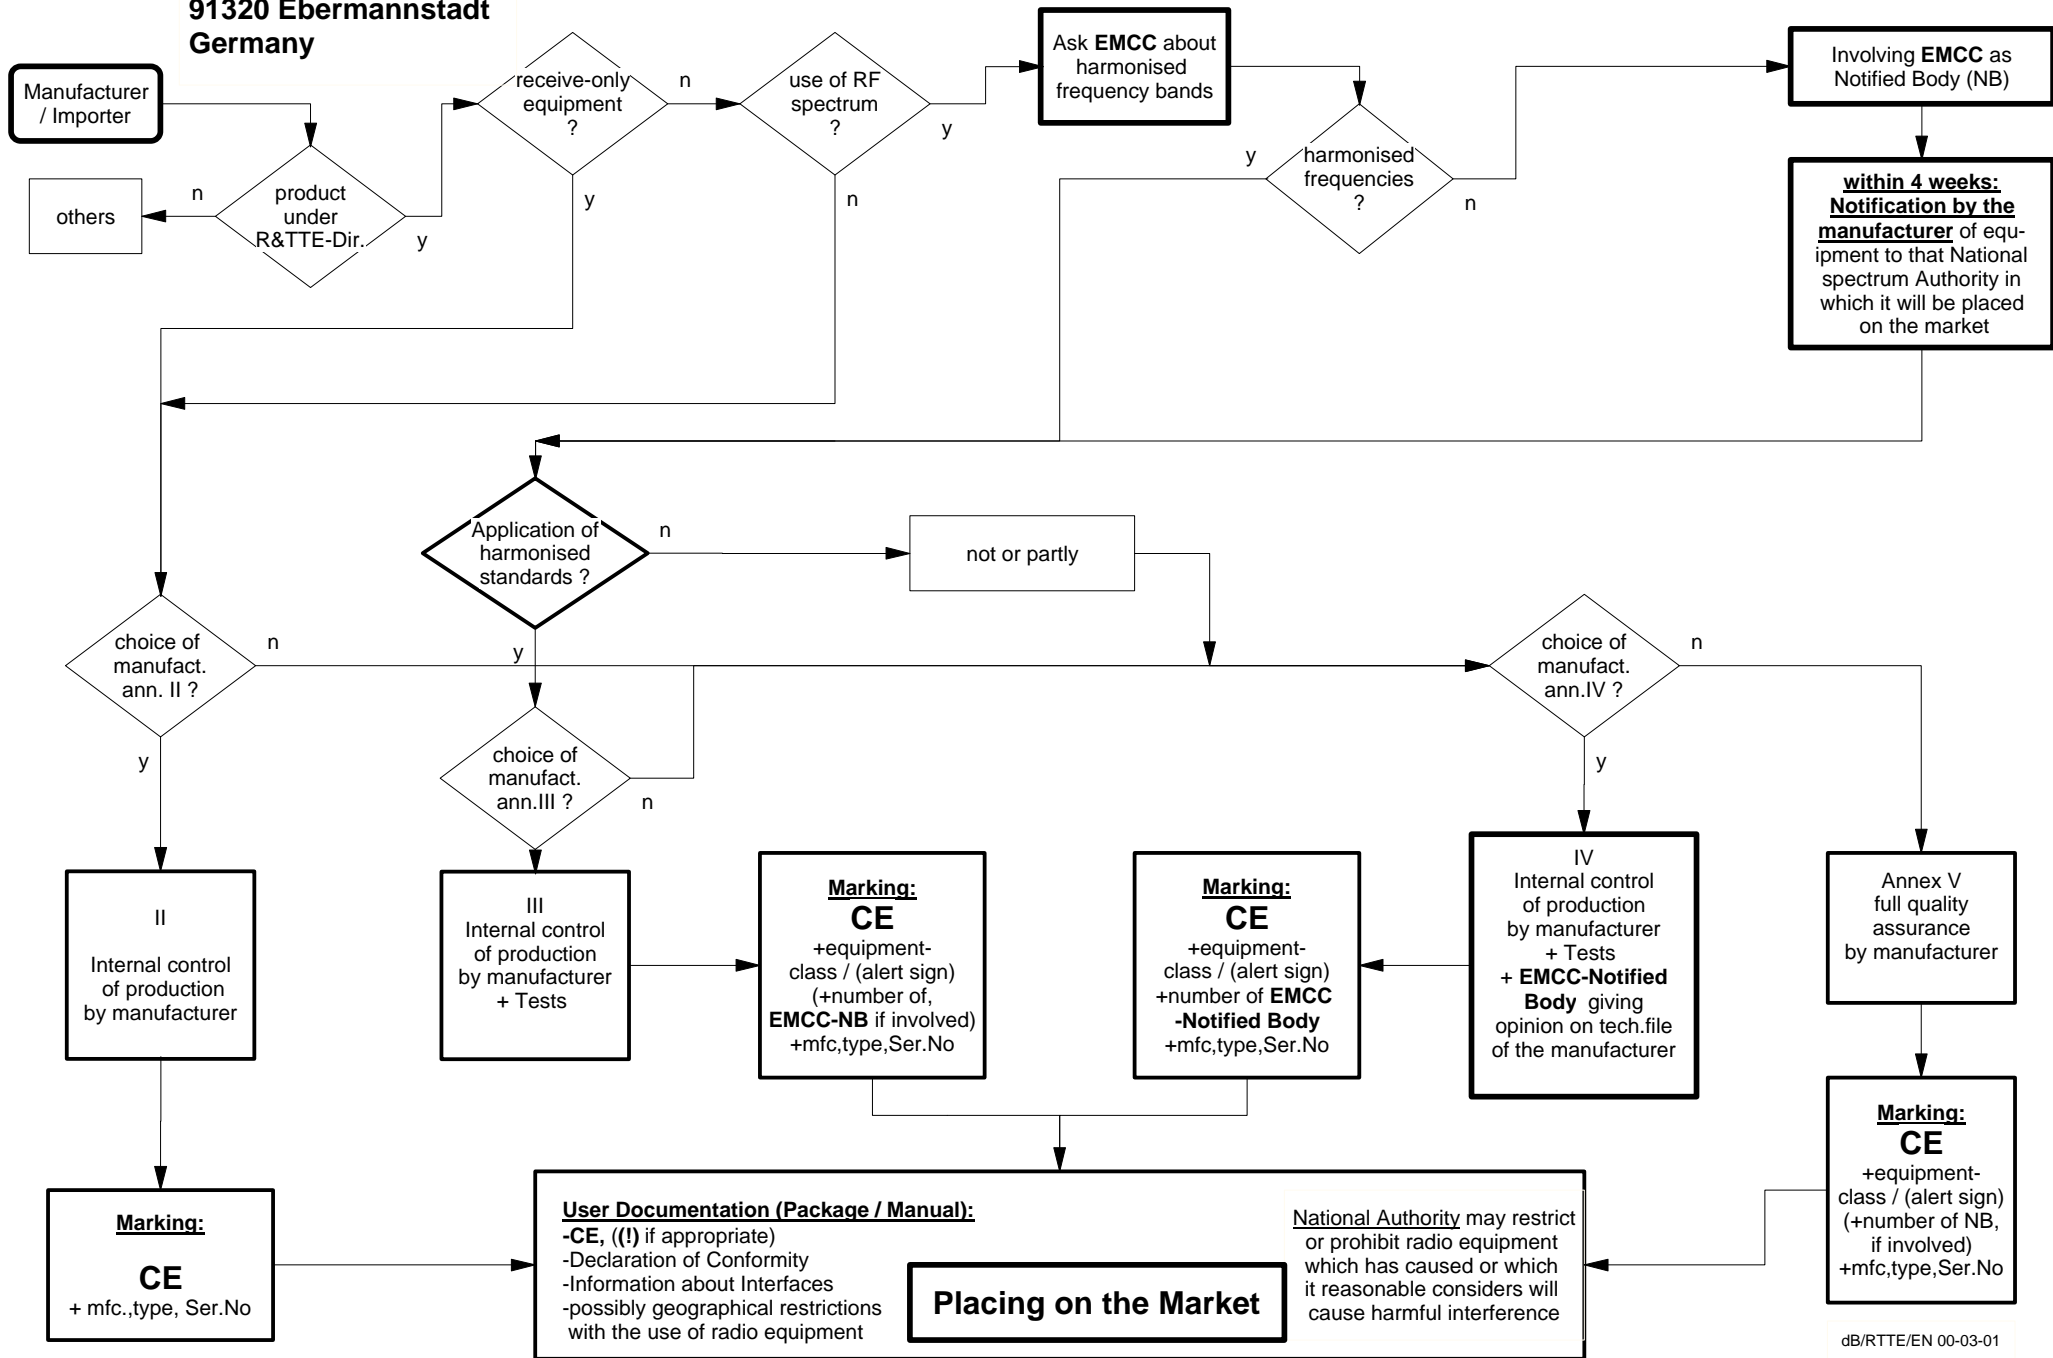 91320 Ebermannstadt
Germany
Manufacturer
/ Importer
others
n
product
under
R&TTE-Dir.
y
receive-only
equipment
?
n
y
use of RF
spectrum
?
y
n
Ask EMCC about
harmonised
frequency bands
y
harmonised
frequencies
?
n
Involving EMCC as
Notified Body (NB)
within 4 weeks:
Notification by the
manufacturer of equ-
ipment to that National
spectrum Authority in
which it will be placed
on the market
Application of
harmonised
standards ?
n
y
not or partly
choice of
manufact.
ann. II ?
n
y
choice of
manufact.
ann.III ?
n
choice of
manufact.
ann.IV ?
n
y
II
Internal control
of production
by manufacturer
III
Internal control
of production
by manufacturer
+ Tests
Marking:
CE
+equipment-
class / (alert sign)
(+number of,
EMCC-NB if involved)
+mfc,type,Ser.No
Marking:
CE
+equipment-
class / (alert sign)
+number of EMCC
-Notified Body
+mfc,type,Ser.No
IV
Internal control
of production
by manufacturer
+ Tests
+ EMCC-Notified
Body giving
opinion on tech.file
of the manufacturer
Annex V
full quality
assurance
by manufacturer
Marking:
CE
+ mfc.,type, Ser.No
User Documentation (Package / Manual):
-CE, ((!) if appropriate)
-Declaration of Conformity
-Information about Interfaces
-possibly geographical restrictions
with the use of radio equipment
Placing on the Market
National Authority may restrict
or prohibit radio equipment
which has caused or which
it reasonable considers will
cause harmful interference
Marking:
CE
+equipment-
class / (alert sign)
(+number of NB,
if involved)
+mfc,type,Ser.No
dB/RTTE/EN 00-03-01